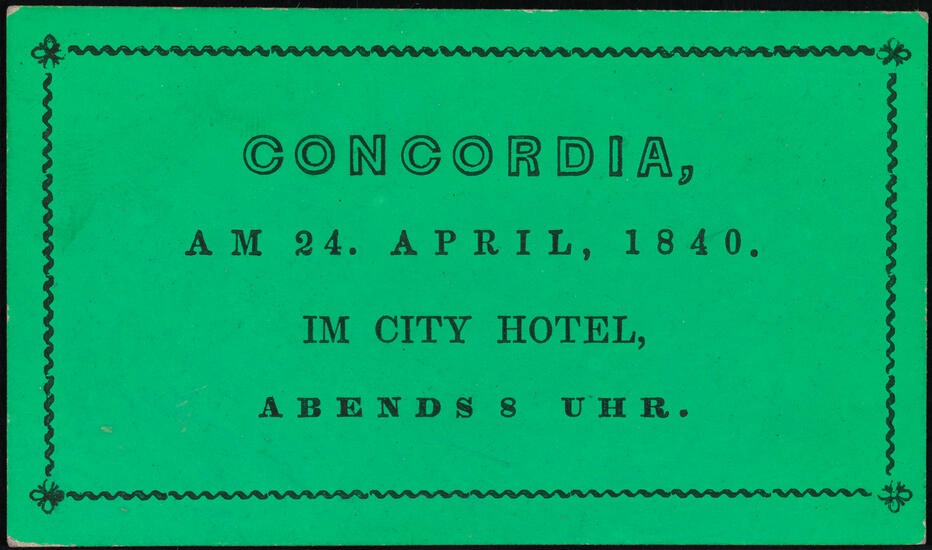 CONCORDIA,
AM 24. APRIL, 1840.
IM CITY HOTEL,
ABENDS 8 UHR.